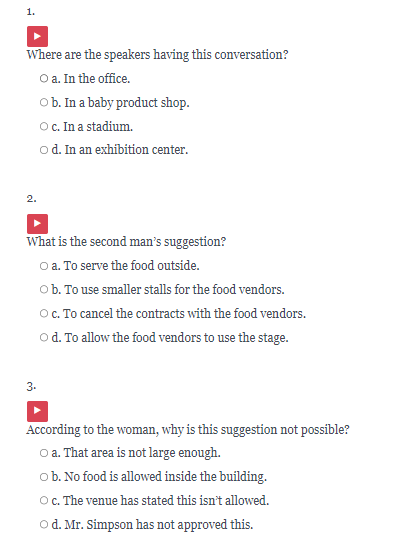 1.
Where are the speakers having this conversation?
a. In the office.
b. In a baby product shop.
c. In a stadium.
d. In an exhibition center.
2.
What is the second man’s suggestion?
a. To serve the food outside.
b. To use smaller stalls for the food vendors.
c. To cancel the contracts with the food vendors.
d. To allow the food vendors to use the stage.
3.
According to the woman, why is this suggestion not possible?
a. That area is not large enough.
b. No food is allowed inside the building.
c. The venue has stated this isn’t allowed.
d. Mr. Simpson has not approved this.